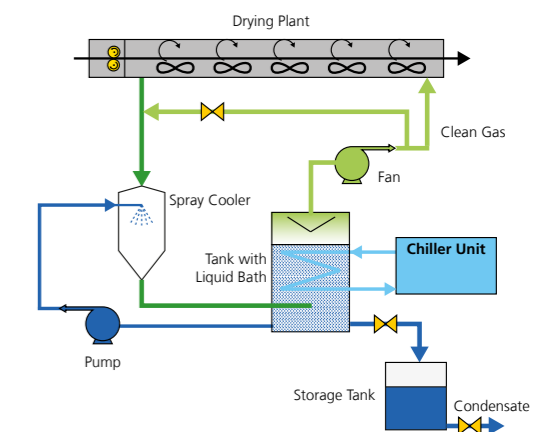 Drying Plant
Clean Gas
Fan
Spray Cooler
Tank with
Liquid Bath
Chiller Unit
Pump
Storage Tank
Condensate